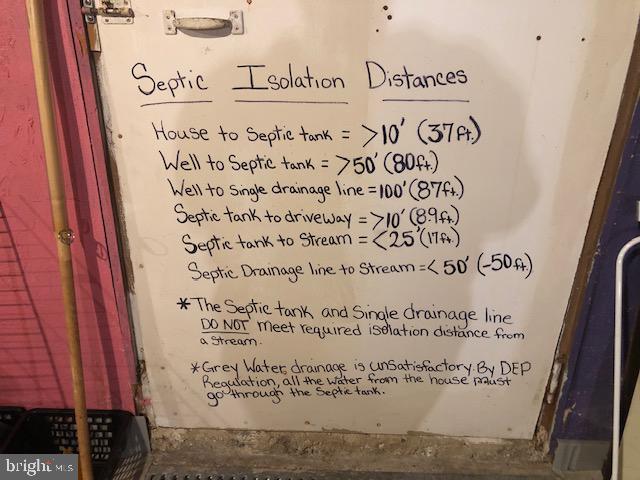 Septic Isolation Distances
House to Septic tank = >10' (37ft.)
Well to Septic tank = >50' (80ft.)
Well to Single drainage line = 100' (87ft.)
Septic tank to driveway = >10' (89ft.)
Septic tank to Stream = <25' (17ft.)
Septic Drainage line to Stream = < 50' (-50ft.)
* The Septic tank and Single drainage line
DO NOT meet required isolation distance from
a stream.
* Grey Water drainage is unsatisfactory. By DEP
Regulation, all the water from the house must
go through the Septic tank.
bright MLS